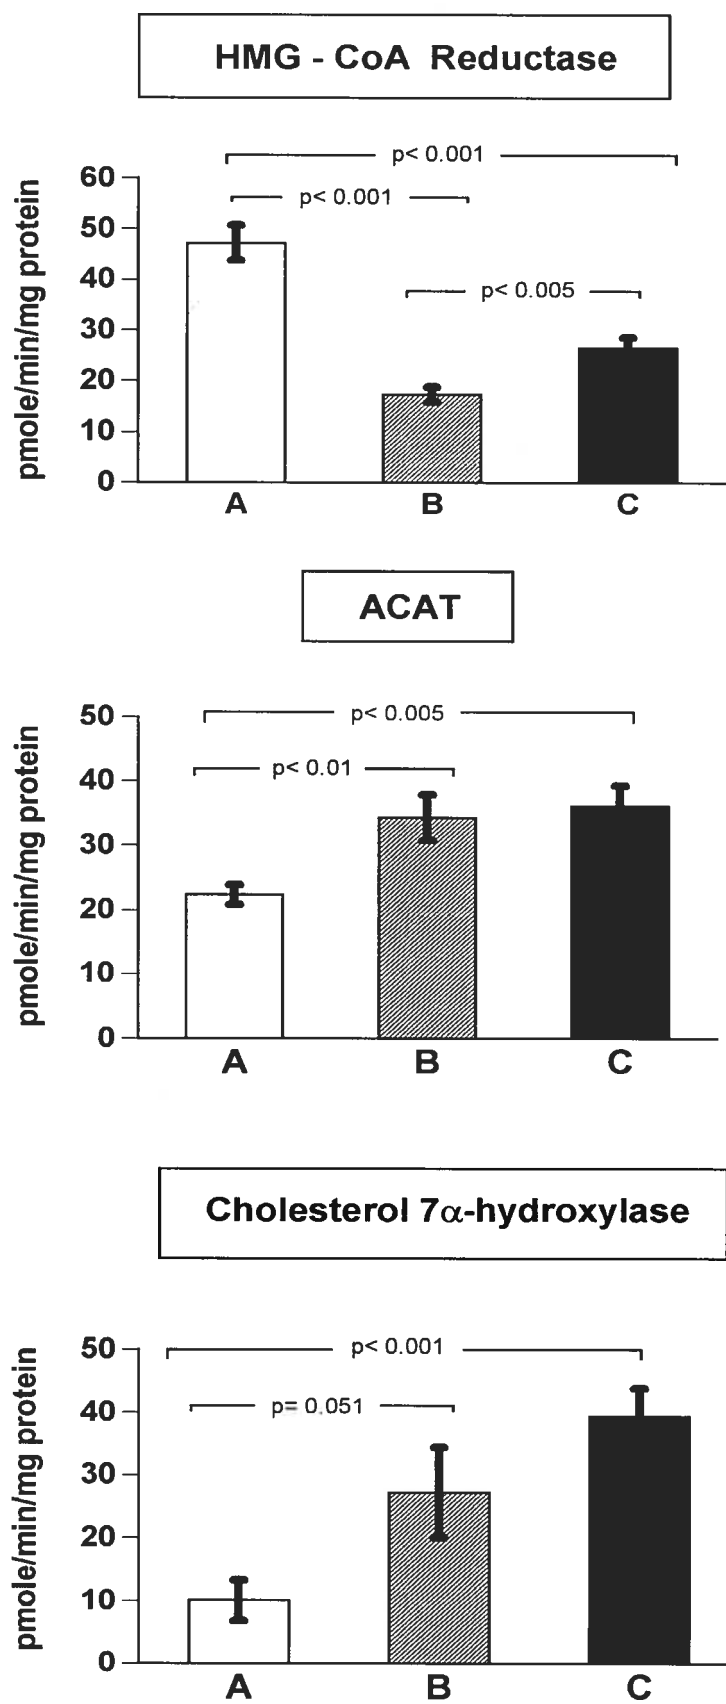 HMG - CoA Reductase
p< 0.001
60
p< 0.001
50
40
p< 0.005
30
20
10
0
pmole/min/mg protein
A B C
ACAT
50
p< 0.005
40
p< 0.01
30
20
10
0
pmole/min/mg protein
A B C
Cholesterol 7α-hydroxylase
50
p< 0.001
40
p= 0.051
30
20
10
0
pmole/min/mg protein
A B C